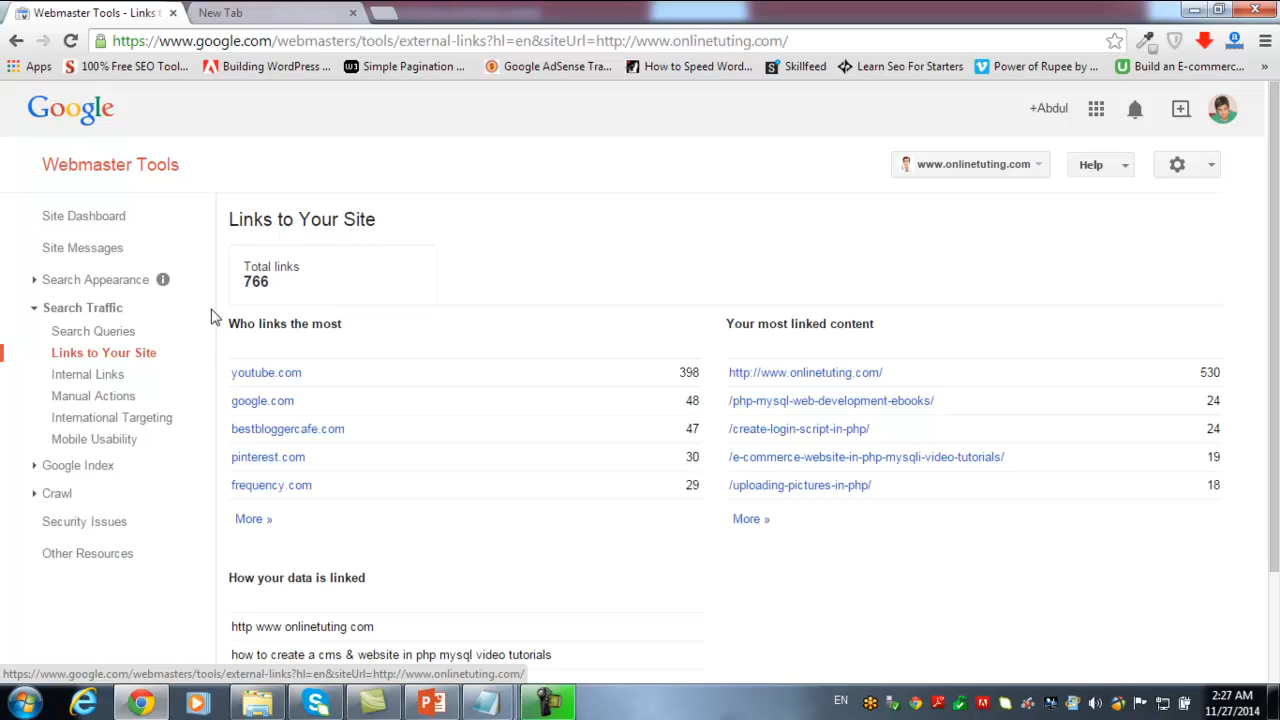 Webmaster Tools - Links t
New Tab
https://www.google.com/webmasters/tools/external-links?hl=en&siteUrl=http://www.onlinetuting.com/
Apps
100% Free SEO Tool...
Building WordPress ...
Simple Pagination ...
Google AdSense Tra...
How to Speed Word...
Skillfeed
Learn Seo For Starters
Power of Rupee by ...
Build an E-commerc...
»
Google
+Abdul
Webmaster Tools
www.onlinetuting.com
Help
Site Dashboard
Site Messages
Search Appearance
Search Traffic
Search Queries
Links to Your Site
Internal Links
Manual Actions
International Targeting
Mobile Usability
Google Index
Crawl
Security Issues
Other Resources
Links to Your Site
Total links
766
Who links the most
youtube.com 398
google.com 48
bestbloggercafe.com 47
pinterest.com 30
frequency.com 29
More »
Your most linked content
http://www.onlinetuting.com/ 530
/php-mysql-web-development-ebooks/ 24
/create-login-script-in-php/ 24
/e-commerce-website-in-php-mysqli-video-tutorials/ 19
/uploading-pictures-in-php/ 18
More »
How your data is linked
http www onlinetuting com
how to create a cms & website in php mysql video tutorials
https://www.google.com/webmasters/tools/external-links?hl=en&siteUrl=http://www.onlinetuting.com/
EN
2:27 AM
11/27/2014